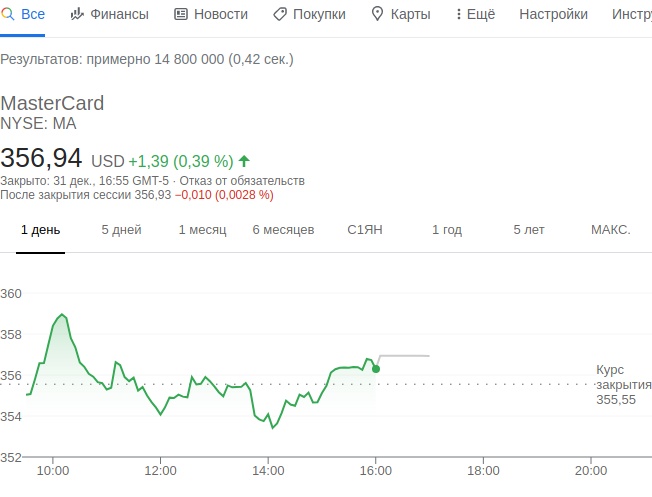 Все Финансы Новости Покупки Карты Ещё Настройки Инстру
Результатов: примерно 14 800 000 (0,42 сек.)
MasterCard
NYSE: MA
356,94 USD +1,39 (0,39 %)
Закрыто: 31 дек., 16:55 GMT-5 · Отказ от обязательств
После закрытия сессии 356,93 −0,010 (0,0028 %)
1 день 5 дней 1 месяц 6 месяцев С1ЯН 1 год 5 лет МАКС.
360
358
356
Курс
закрытия
355,55
354
352
10:00 12:00 14:00 16:00 18:00 20:00